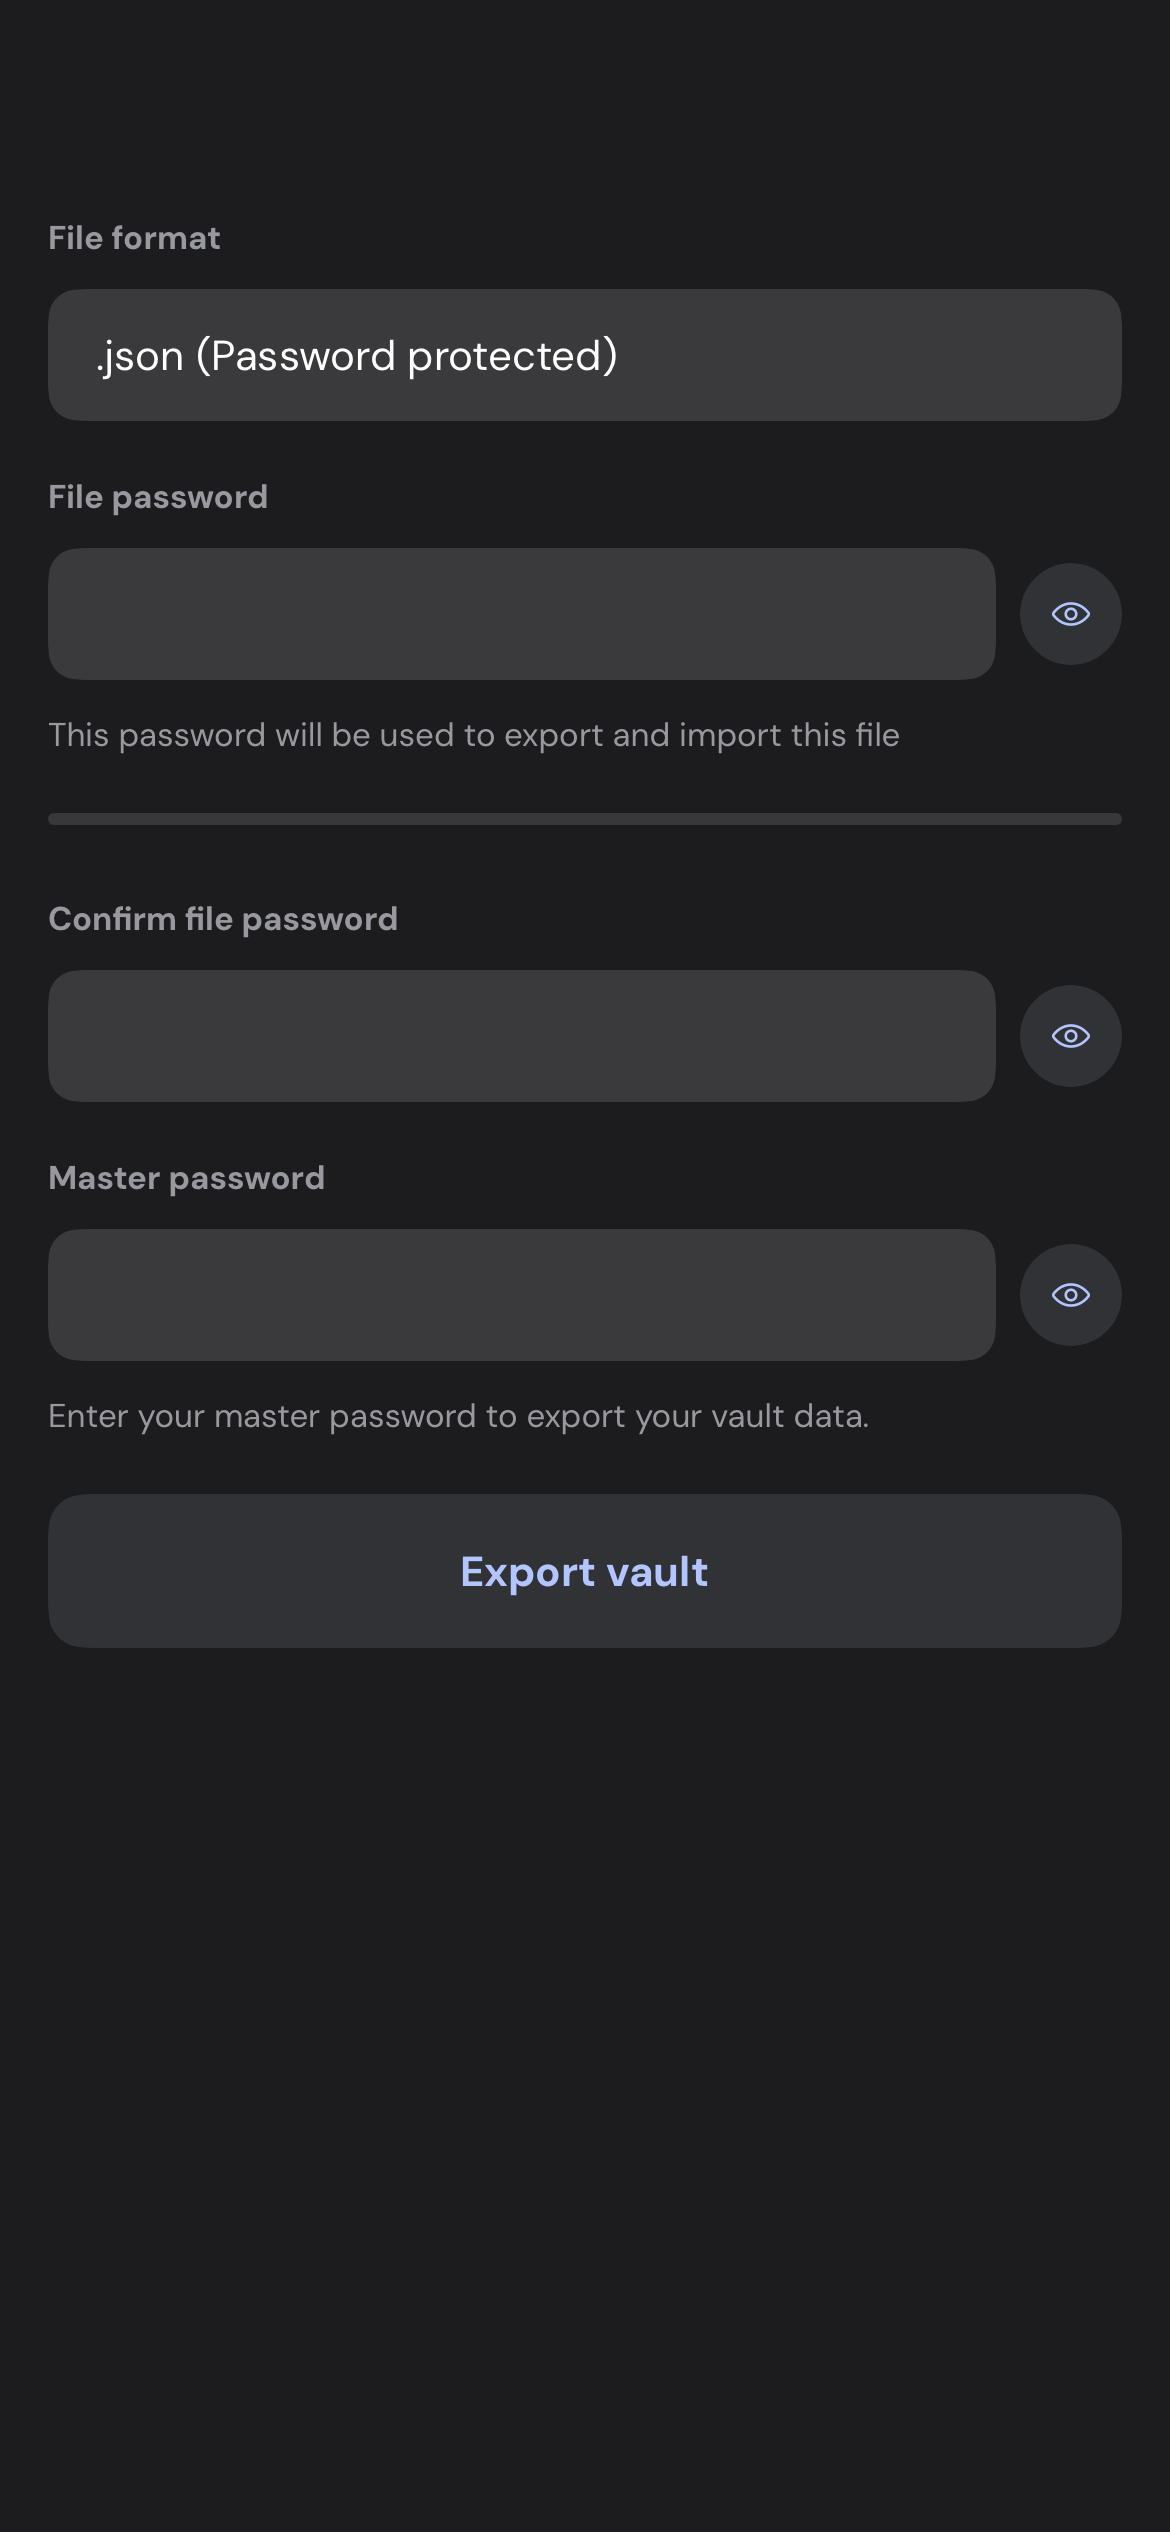 File format
.json (Password protected)
File password
This password will be used to export and import this file
Confirm file password
Master password
Enter your master password to export your vault data.
Export vault